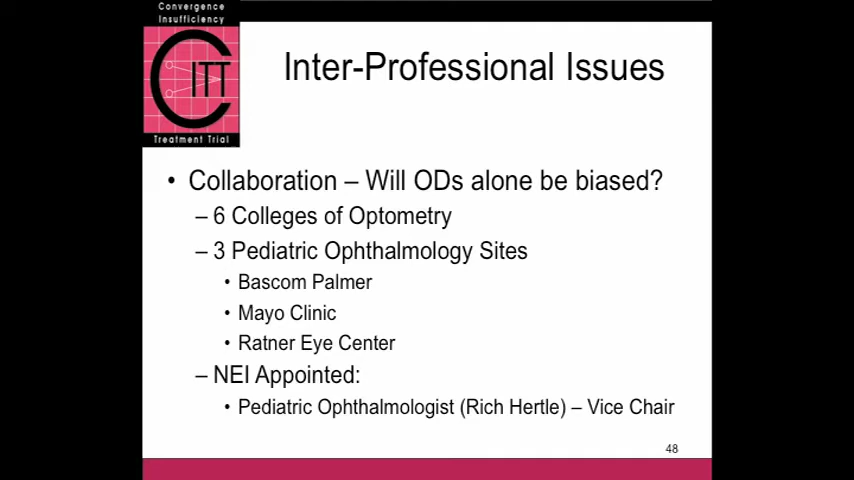 Convergence
Insufficiency
CITT
Treatment Trial
Inter-Professional Issues
• Collaboration – Will ODs alone be biased?
– 6 Colleges of Optometry
– 3 Pediatric Ophthalmology Sites
• Bascom Palmer
• Mayo Clinic
• Ratner Eye Center
– NEI Appointed:
• Pediatric Ophthalmologist (Rich Hertle) – Vice Chair
48